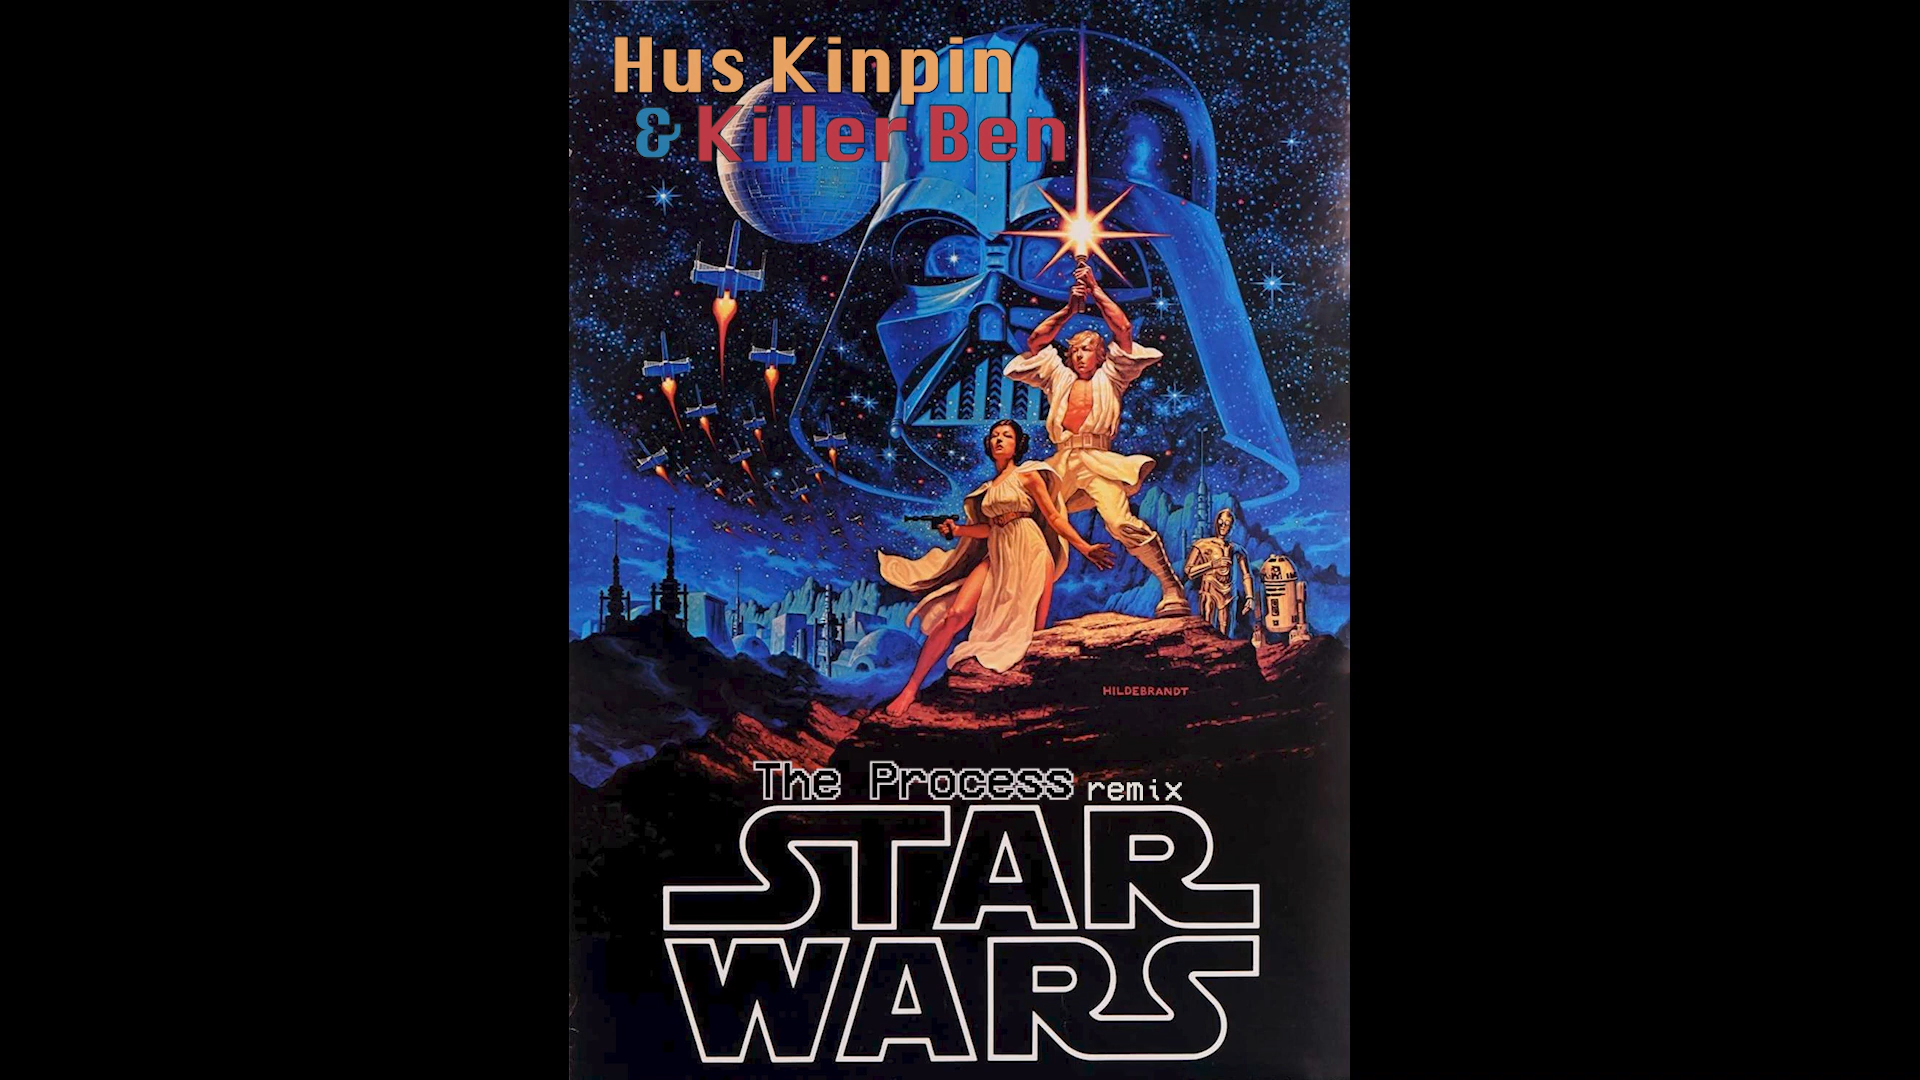 Hus Kinpin
& Killer Ben
HILDEBRANDT
The Process remix
STAR
WARS